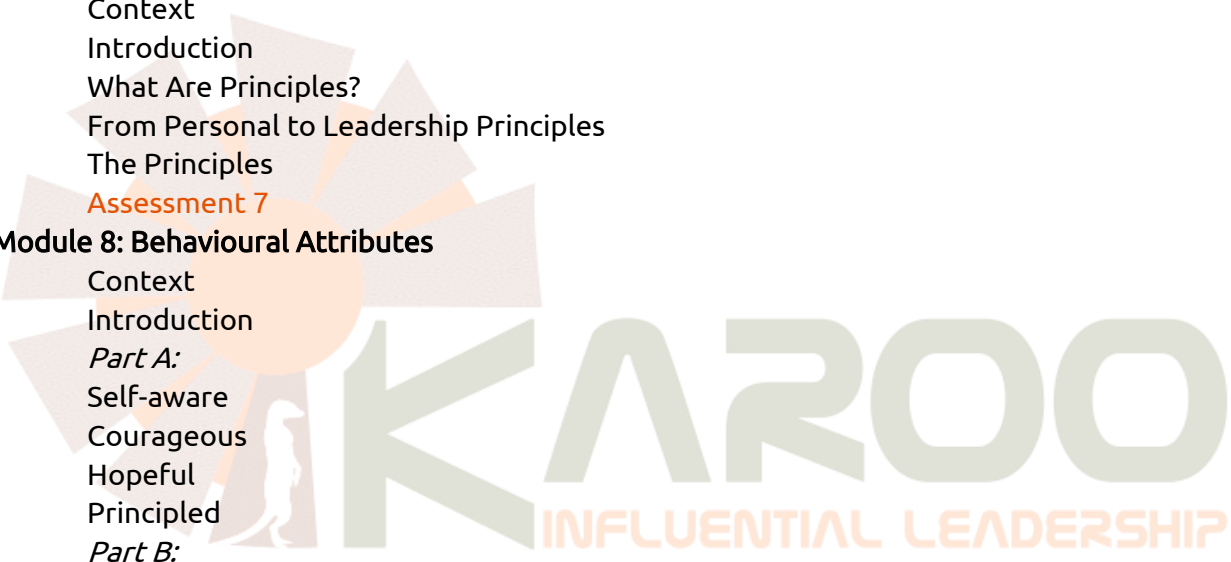 Context
Introduction
What Are Principles?
From Personal to Leadership Principles
The Principles
Assessment 7
Module 8: Behavioural Attributes
Context
Introduction
Part A:
Self-aware
Courageous
Hopeful
Principled
Part B:
KAROO
INFLUENTIAL LEADERSHIP